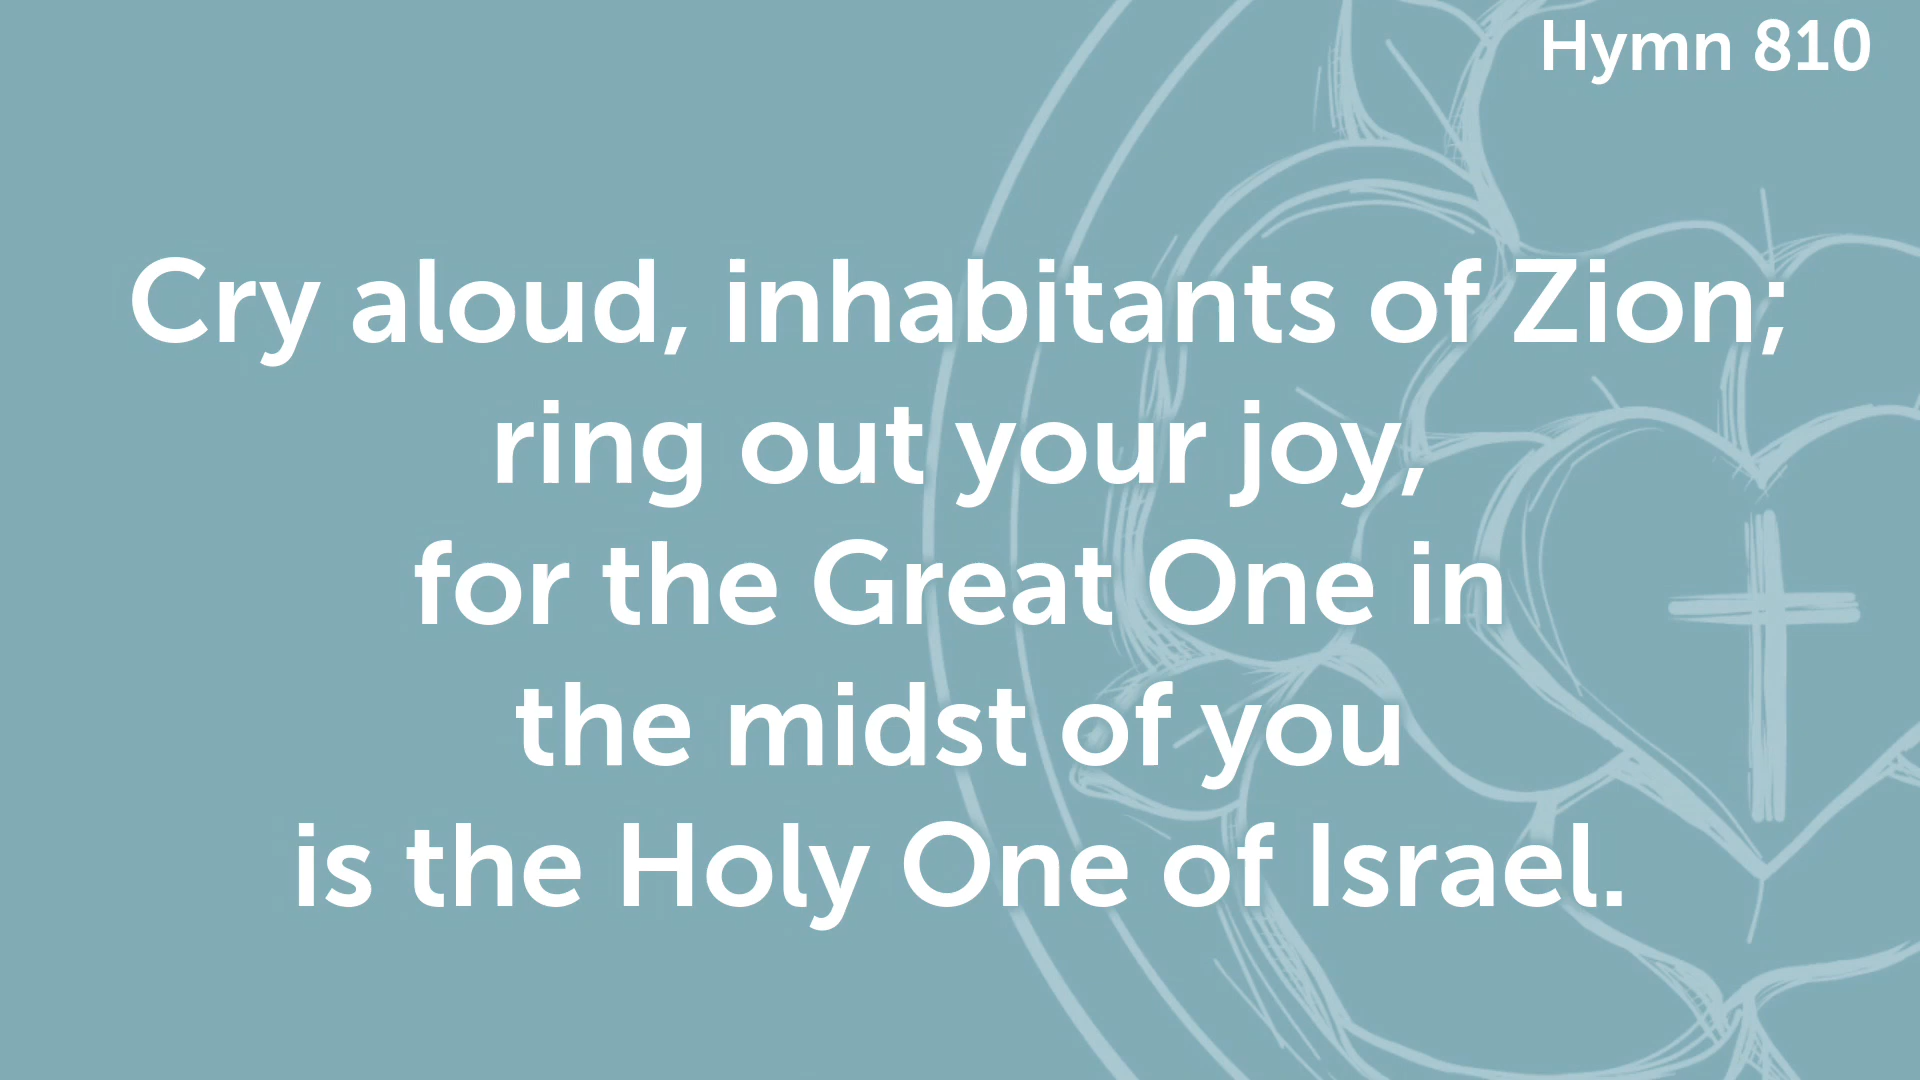 Hymn 810
Cry aloud, inhabitants of Zion;
ring out your joy,
for the Great One in
the midst of you
is the Holy One of Israel.